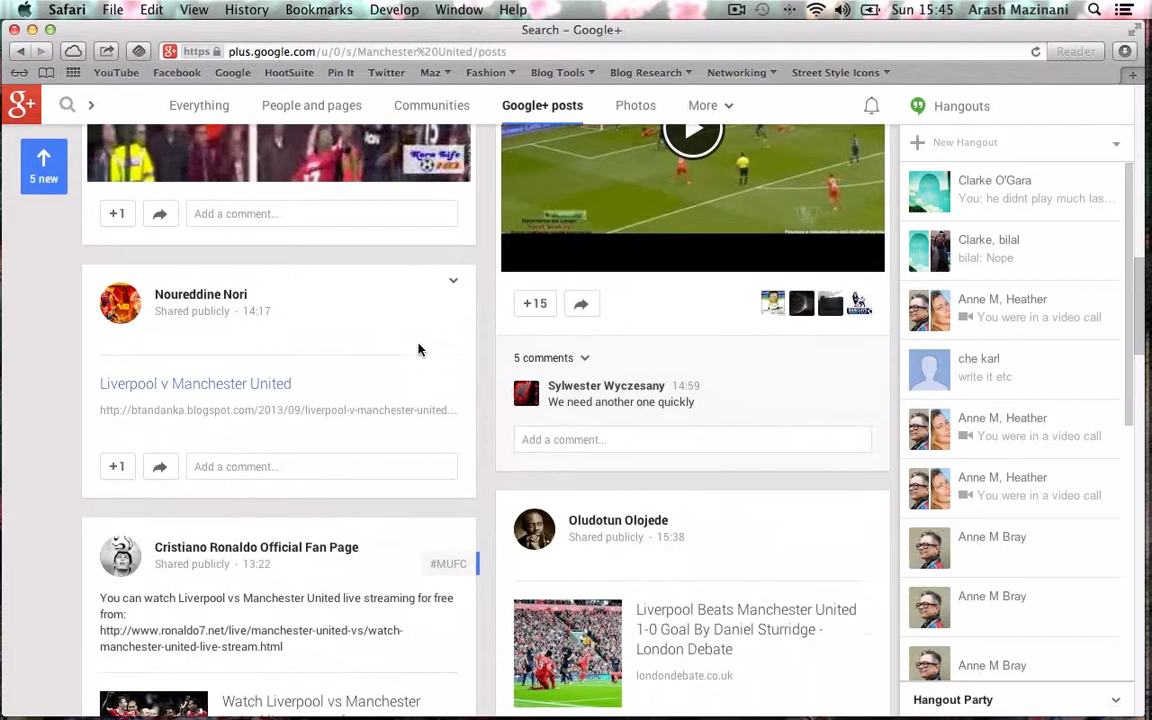 Safari File Edit View History Bookmarks Develop Window Help Sun 15:45 Arash Mazinani
Search – Google+
https plus.google.com/u/0/s/Manchester%20United/posts Reader
YouTube Facebook Google HootSuite Pin It Twitter Maz Fashion Blog Tools Blog Research Networking Street Style Icons
g+ Everything People and pages Communities Google+ posts Photos More Hangouts
5 new
+1 Add a comment...
Noureddine Nori
Shared publicly - 14:17
Liverpool v Manchester United
http://btandanka.blogspot.com/2013/09/liverpool-v-manchester-united....
+1 Add a comment...
Cristiano Ronaldo Official Fan Page
Shared publicly - 13:22
#MUFC
You can watch Liverpool vs Manchester United live streaming for free
from:
http://www.ronaldo7.net/live/manchester-united-vs/watch-
manchester-united-live-stream.html
Watch Liverpool vs Manchester
+15
5 comments
Sylwester Wyczesany 14:59
We need another one quickly
Add a comment...
Oludotun Olojede
Shared publicly - 15:38
Liverpool Beats Manchester United
1-0 Goal By Daniel Sturridge -
London Debate
londondebate.co.uk
New Hangout
Clarke O'Gara
You: he didnt play much las...
Clarke, bilal
bilal: Nope
Anne M, Heather
You were in a video call
che karl
write it etc
Anne M, Heather
You were in a video call
Anne M, Heather
You were in a video call
Anne M Bray
Anne M Bray
Anne M Bray
Hangout Party